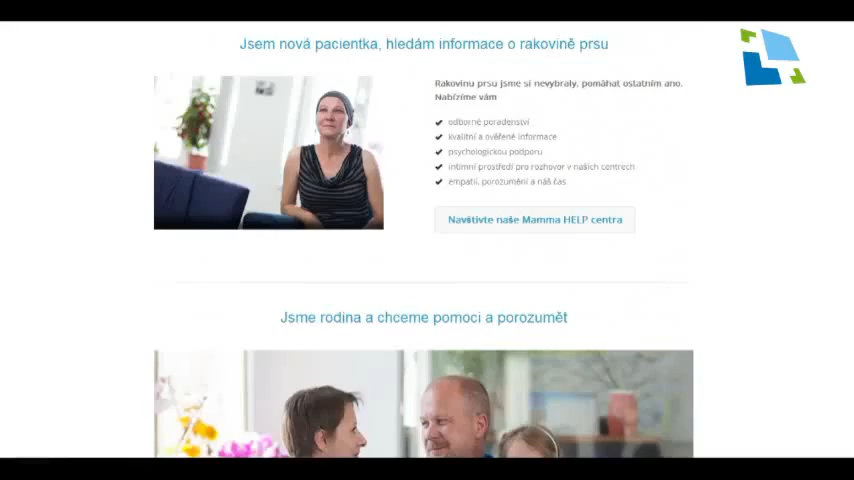 Jsem nová pacientka, hledám informace o rakovině prsu
Rakovinu prsu jsme si nevybraly, pomáhat ostatním ano.
Nabízíme vám
odborné poradenství
kvalitní a ověřené informace
psychologickou podporu
intimní prostředí pro rozhovor v našich centrech
empatii, porozumění a náš čas
Navštivte naše Mamma HELP centra
Jsme rodina a chceme pomoci a porozumět